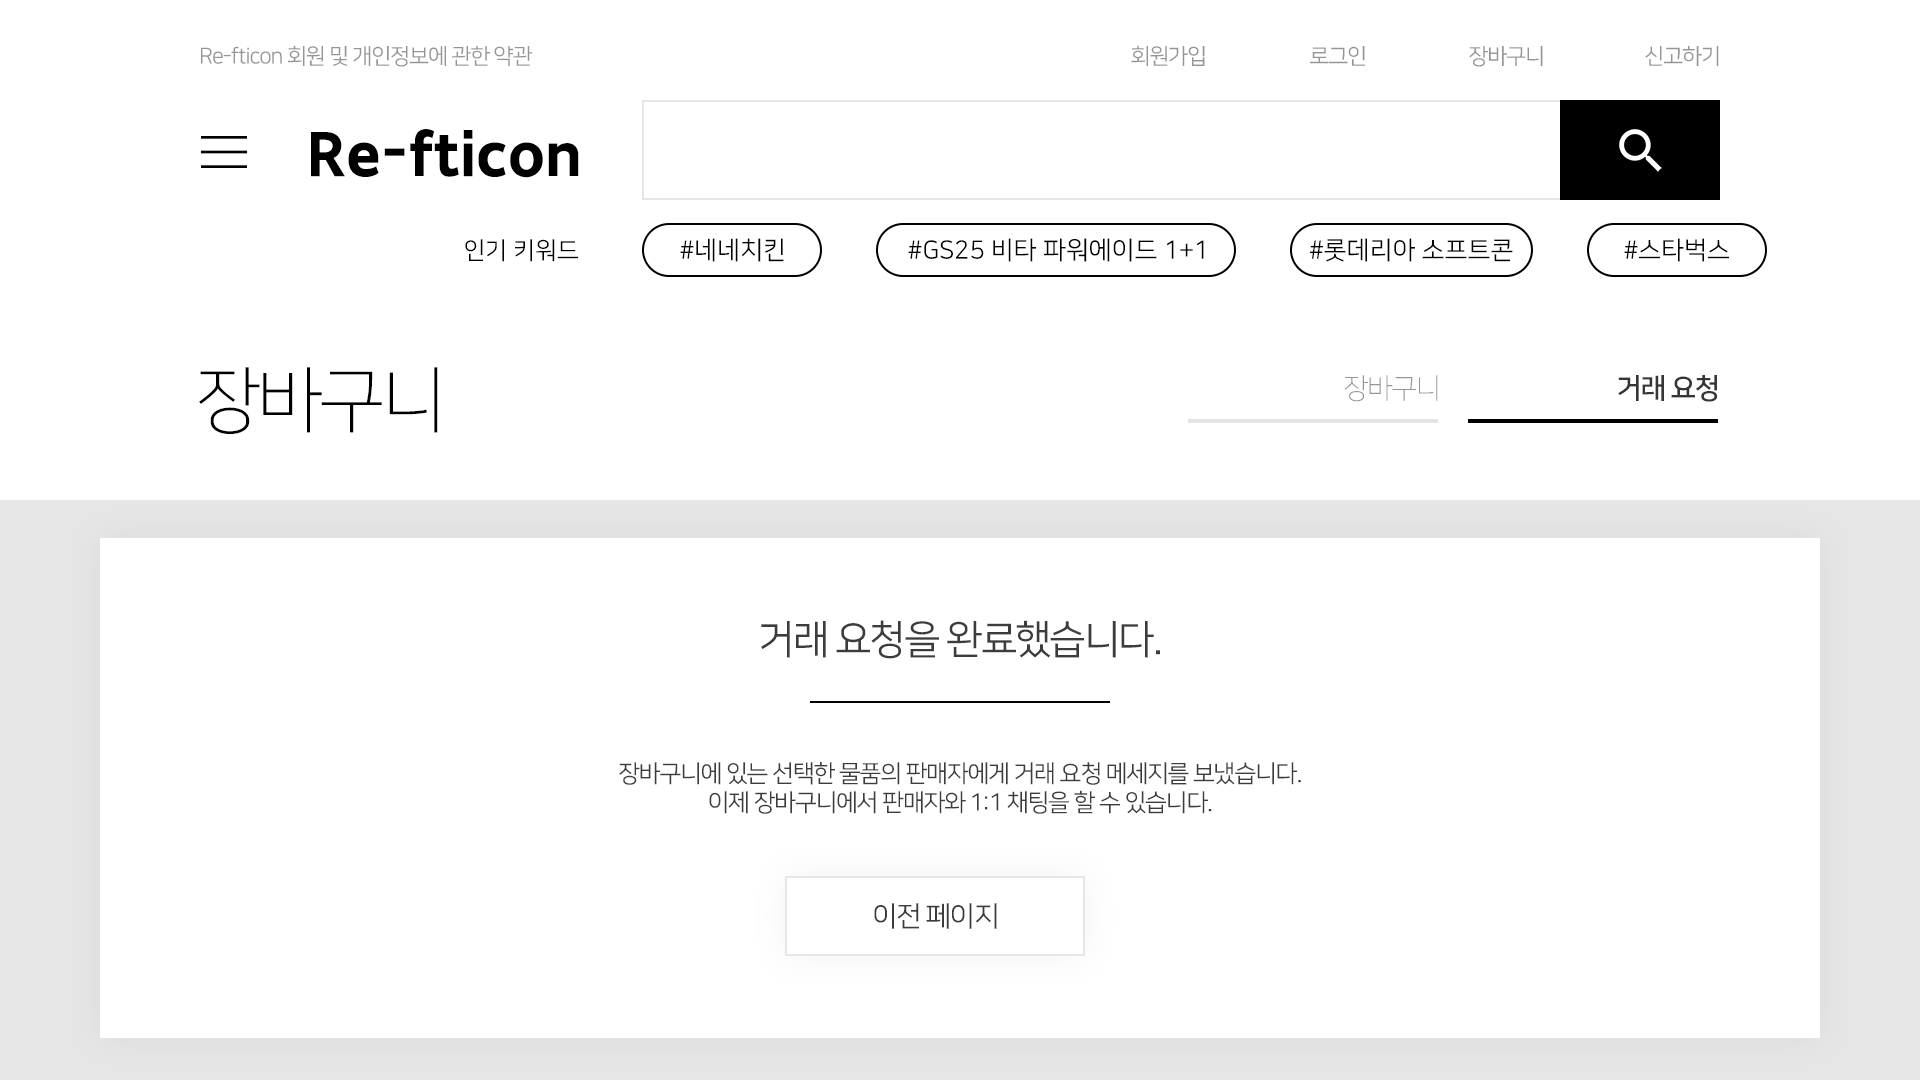 Re-fticon 회원 및 개인정보에 관한 약관
회원가입
로그인
장바구니
신고하기
Re-fticon
인기 키워드
#네네치킨
#GS25 비타 파워에이드 1+1
#롯데리아 소프트콘
#스타벅스
장바구니
장바구니
거래 요청
거래 요청을 완료했습니다.
장바구니에 있는 선택한 물품의 판매자에게 거래 요청 메세지를 보냈습니다.
이제 장바구니에서 판매자와 1:1 채팅을 할 수 있습니다.
이전 페이지